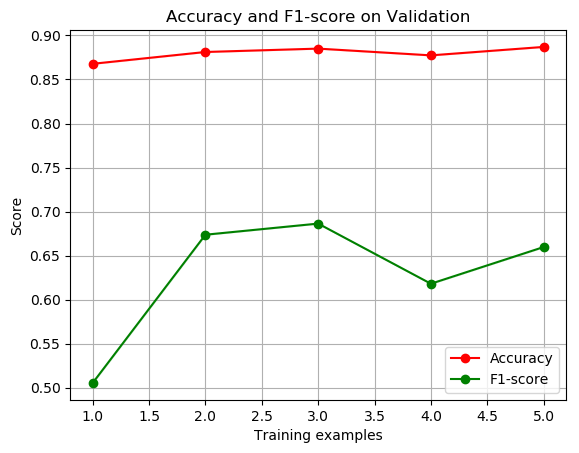 Accuracy and F1-score on Validation
0.90
0.85
0.80
0.75
0.70
0.65
0.60
0.55
0.50
Score
Accuracy
F1-score
1.0 1.5 2.0 2.5 3.0 3.5 4.0 4.5 5.0
Training examples